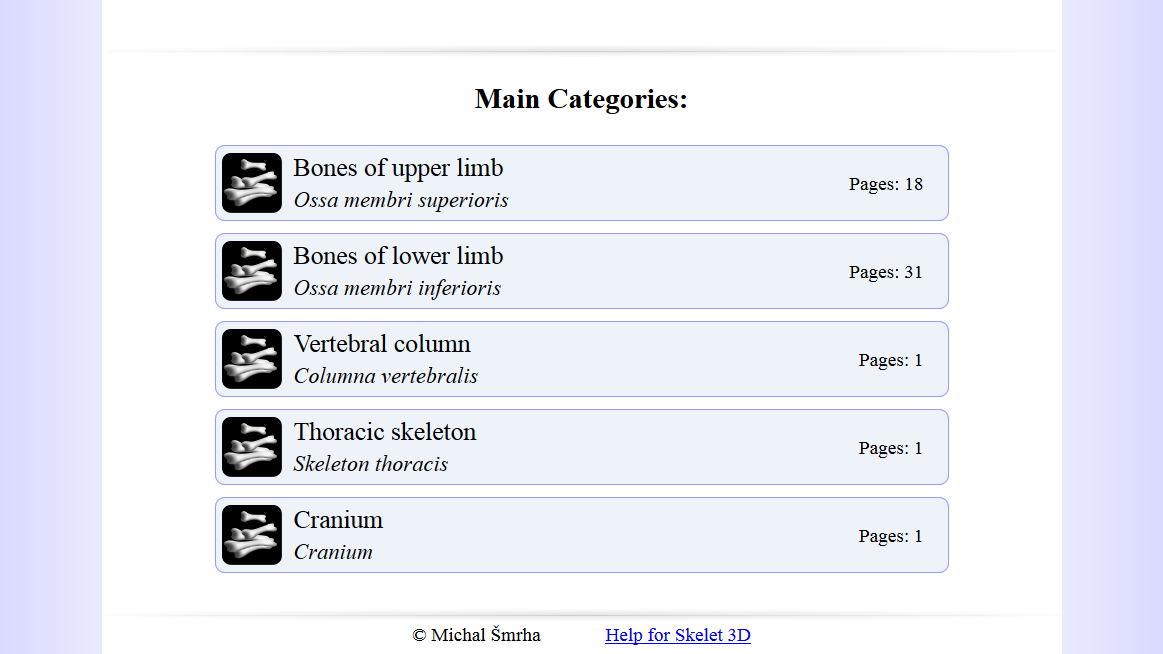 Main Categories:
Bones of upper limb
Ossa membri superioris
Pages: 18
Bones of lower limb
Ossa membri inferioris
Pages: 31
Vertebral column
Columna vertebralis
Pages: 1
Thoracic skeleton
Skeleton thoracis
Pages: 1
Cranium
Cranium
Pages: 1
© Michal Šmrha Help for Skelet 3D